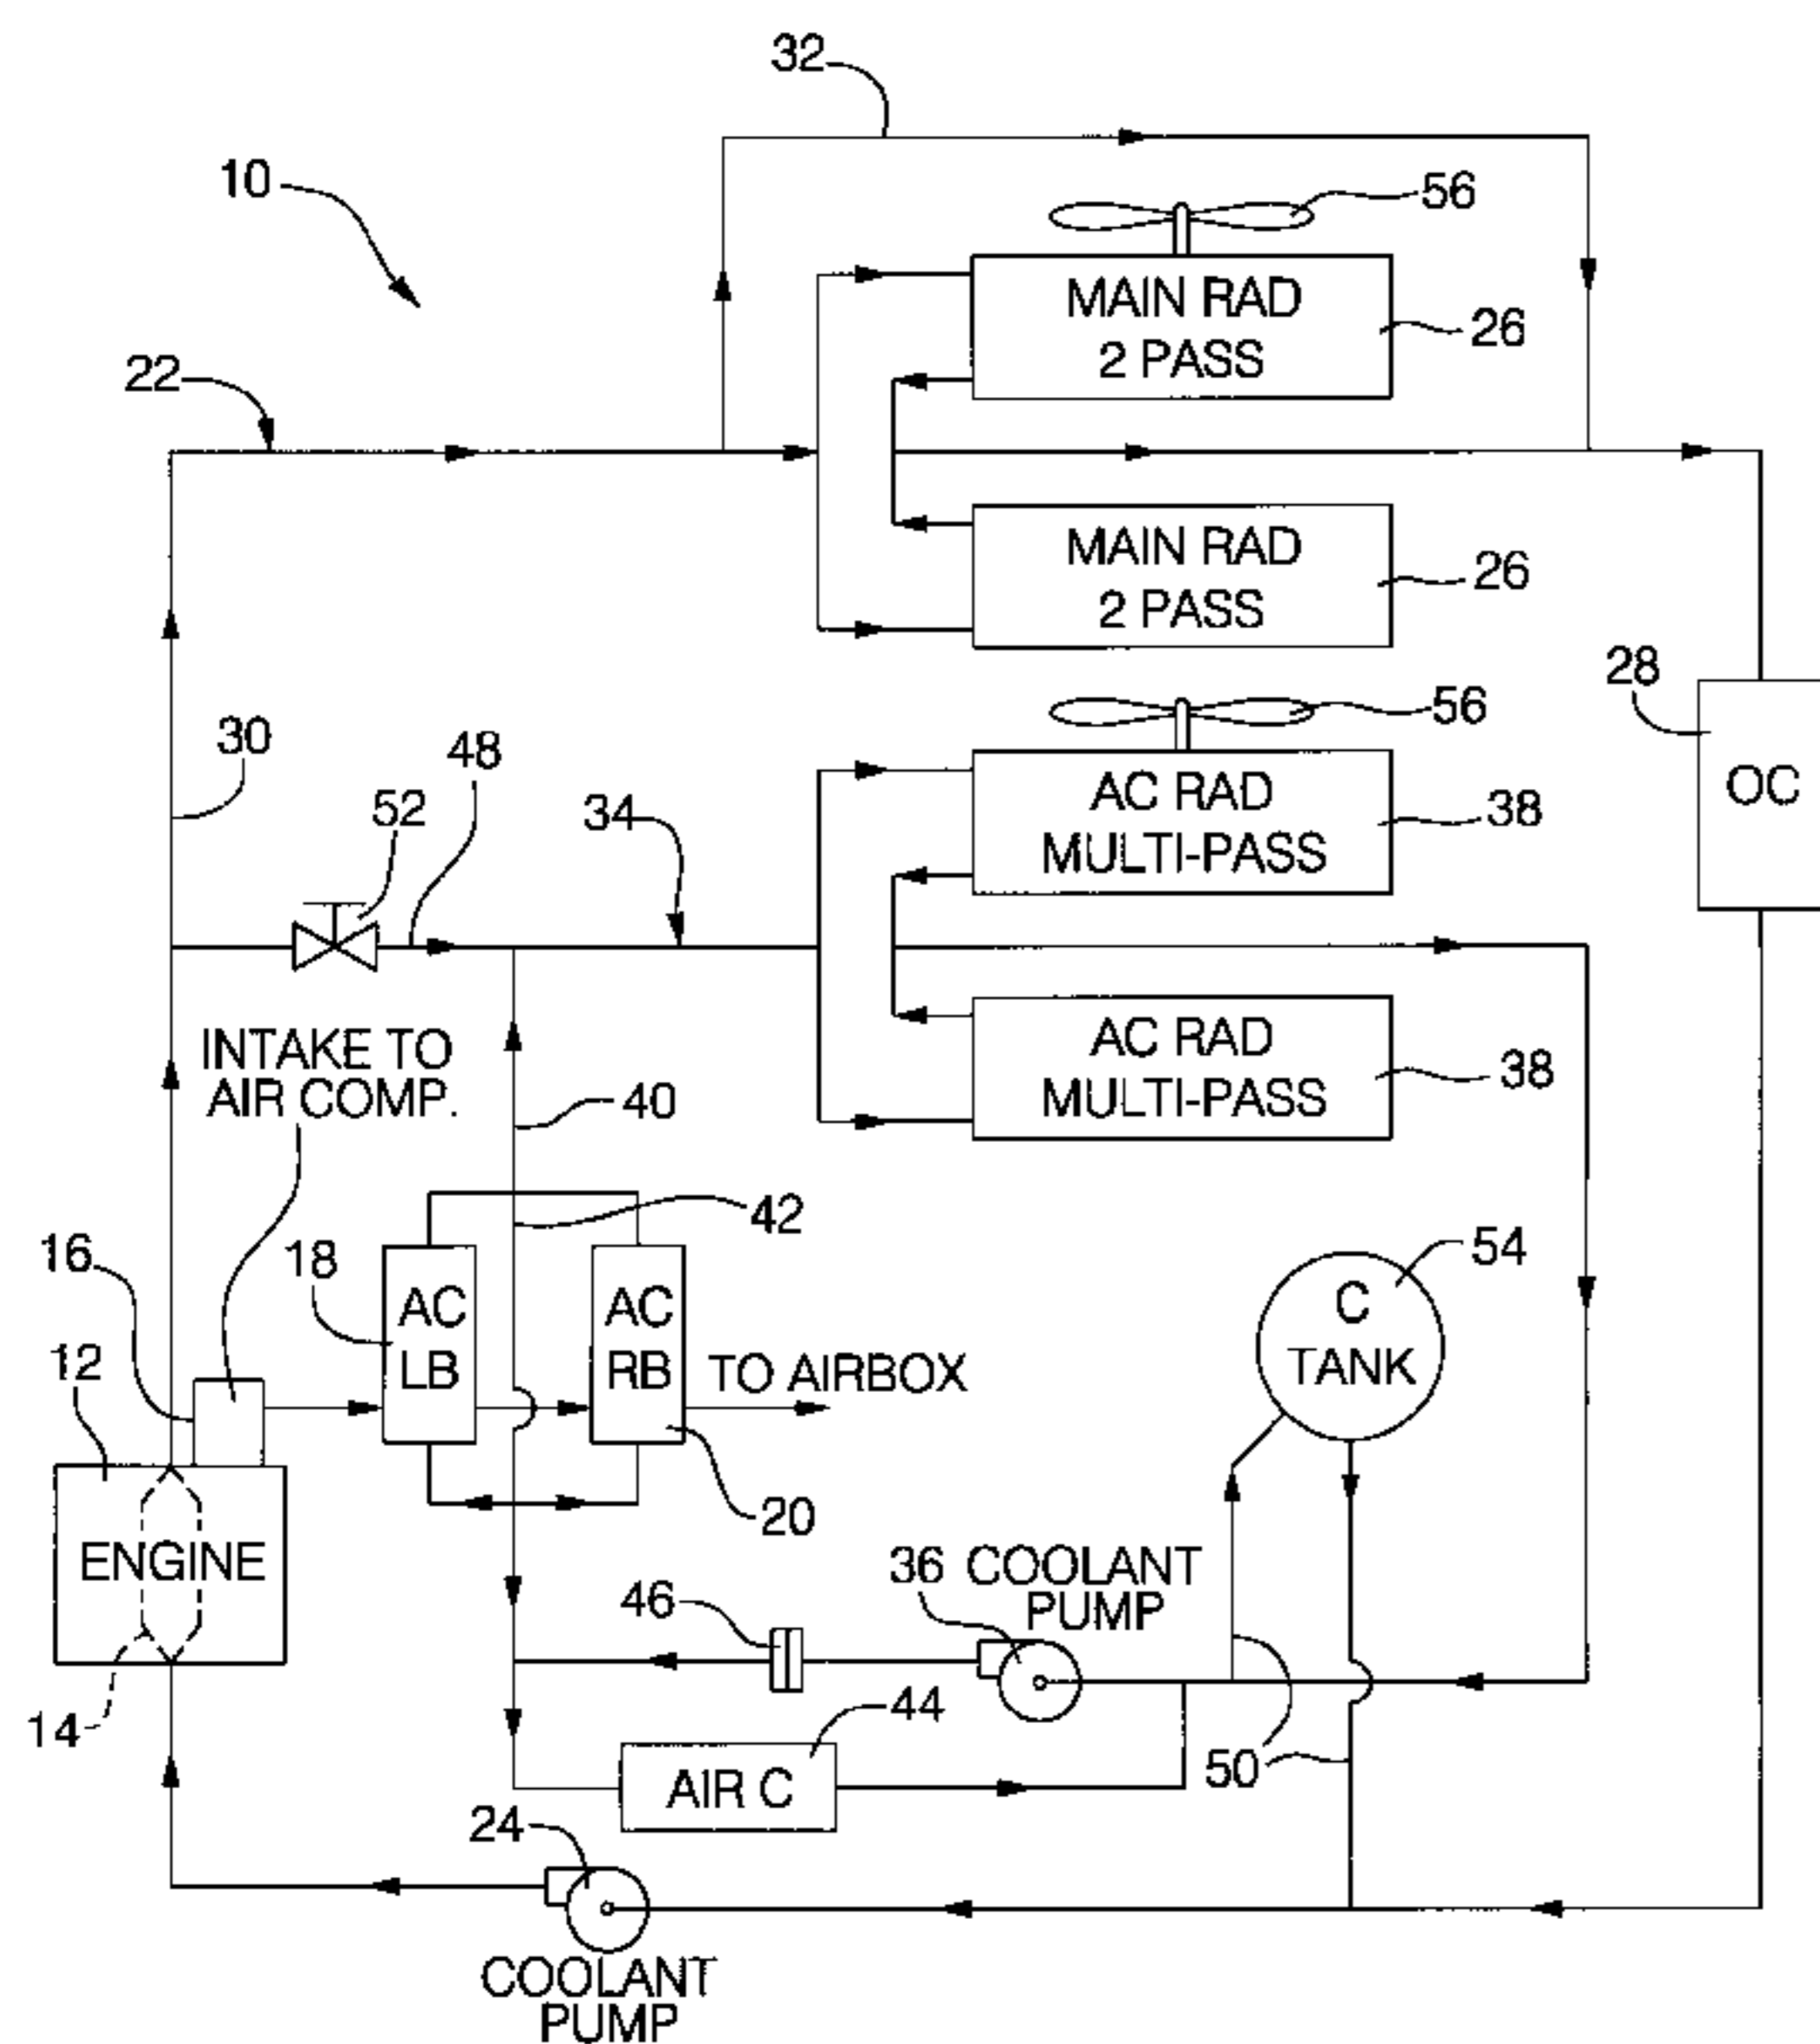 32
10
56
MAIN RAD
2 PASS
26
22
MAIN RAD
2 PASS
26
28
OC
30
48
52
34
56
AC RAD
MULTI-PASS
38
INTAKE TO
AIR COMP.
AC RAD
MULTI-PASS
38
40
42
16
18
AC
LB
AC
RB
TO AIRBOX
54
C
TANK
12
20
ENGINE
14
46
36 COOLANT
PUMP
44
50
AIR C
24
COOLANT
PUMP